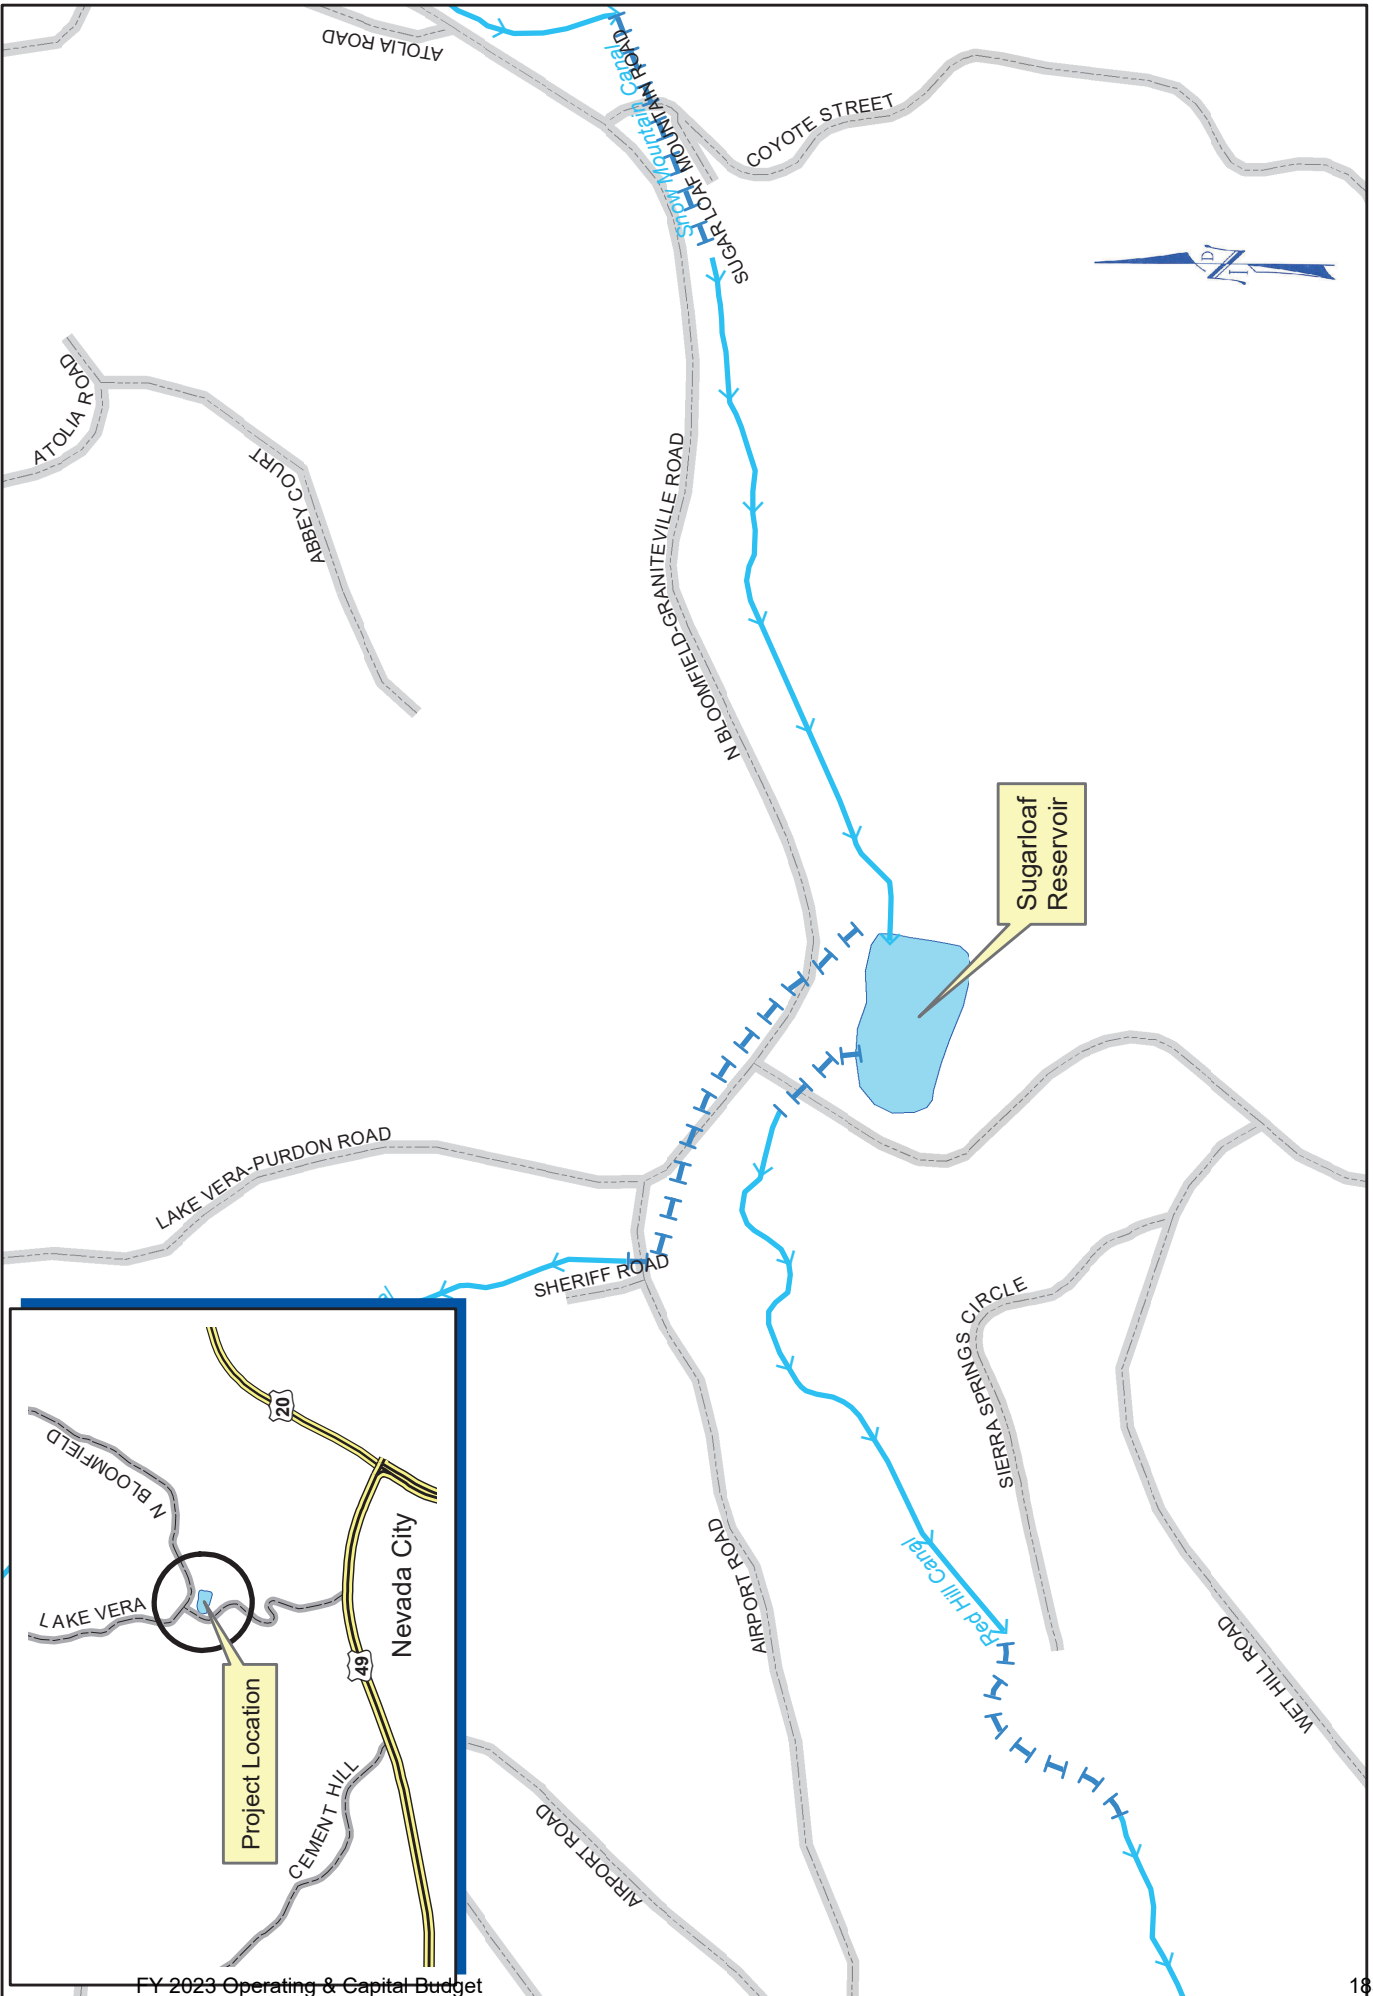 ATOLIA ROAD
SUGAR LOAF MOUNTAIN ROAD
Snow Mountain Canal
COYOTE STREET
N
I D
ATOLIA ROAD
ABBEY COURT
N BLOOMFIELD-GRANITEVILLE ROAD
Sugarloaf
Reservoir
LAKE VERA-PURDON ROAD
SHERIFF ROAD
al
SIERRA SPRINGS CIRCLE
AIRPORT ROAD
Red Hill Canal
WET HILL ROAD
AIRPORT ROAD
N BLOOMFIELD
20
LAKE VERA
Nevada City
49
Project Location
CEMENT HILL
FY 2023 Operating & Capital Budget
18